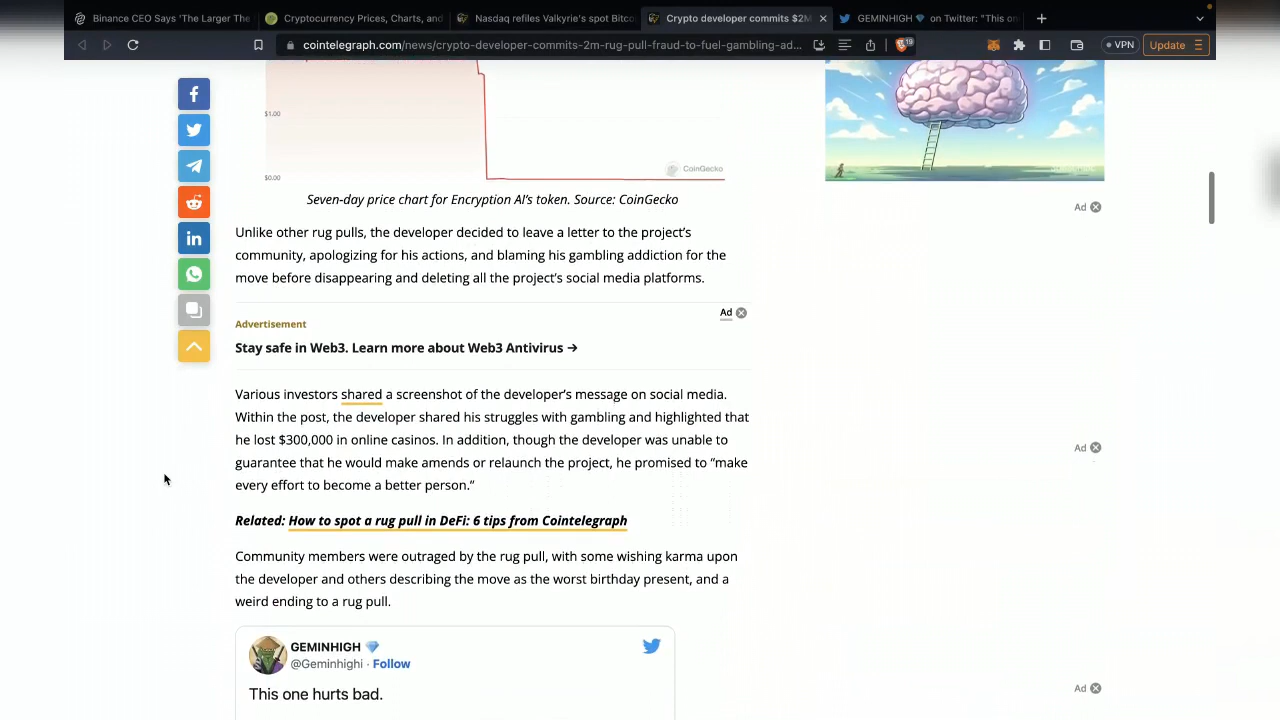 Binance CEO Says 'The Larger The
Cryptocurrency Prices, Charts, and
Nasdaq refiles Valkyrie's spot Bitco
Crypto developer commits $2M
GEMINHIGH on Twitter: "This on
cointelegraph.com/news/crypto-developer-commits-2m-rug-pull-fraud-to-fuel-gambling-ad...
19
VPN
Update
$1.00
$0.00
CoinGecko
Seven-day price chart for Encryption AI's token. Source: CoinGecko
Ad
Unlike other rug pulls, the developer decided to leave a letter to the project's
community, apologizing for his actions, and blaming his gambling addiction for the
move before disappearing and deleting all the project's social media platforms.
Ad
Advertisement
Stay safe in Web3. Learn more about Web3 Antivirus →
Various investors shared a screenshot of the developer's message on social media.
Within the post, the developer shared his struggles with gambling and highlighted that
he lost $300,000 in online casinos. In addition, though the developer was unable to
Ad
guarantee that he would make amends or relaunch the project, he promised to “make
every effort to become a better person.”
Related: How to spot a rug pull in DeFi: 6 tips from Cointelegraph
Community members were outraged by the rug pull, with some wishing karma upon
the developer and others describing the move as the worst birthday present, and a
weird ending to a rug pull.
GEMINHIGH
@Geminhighi · Follow
This one hurts bad.
Ad